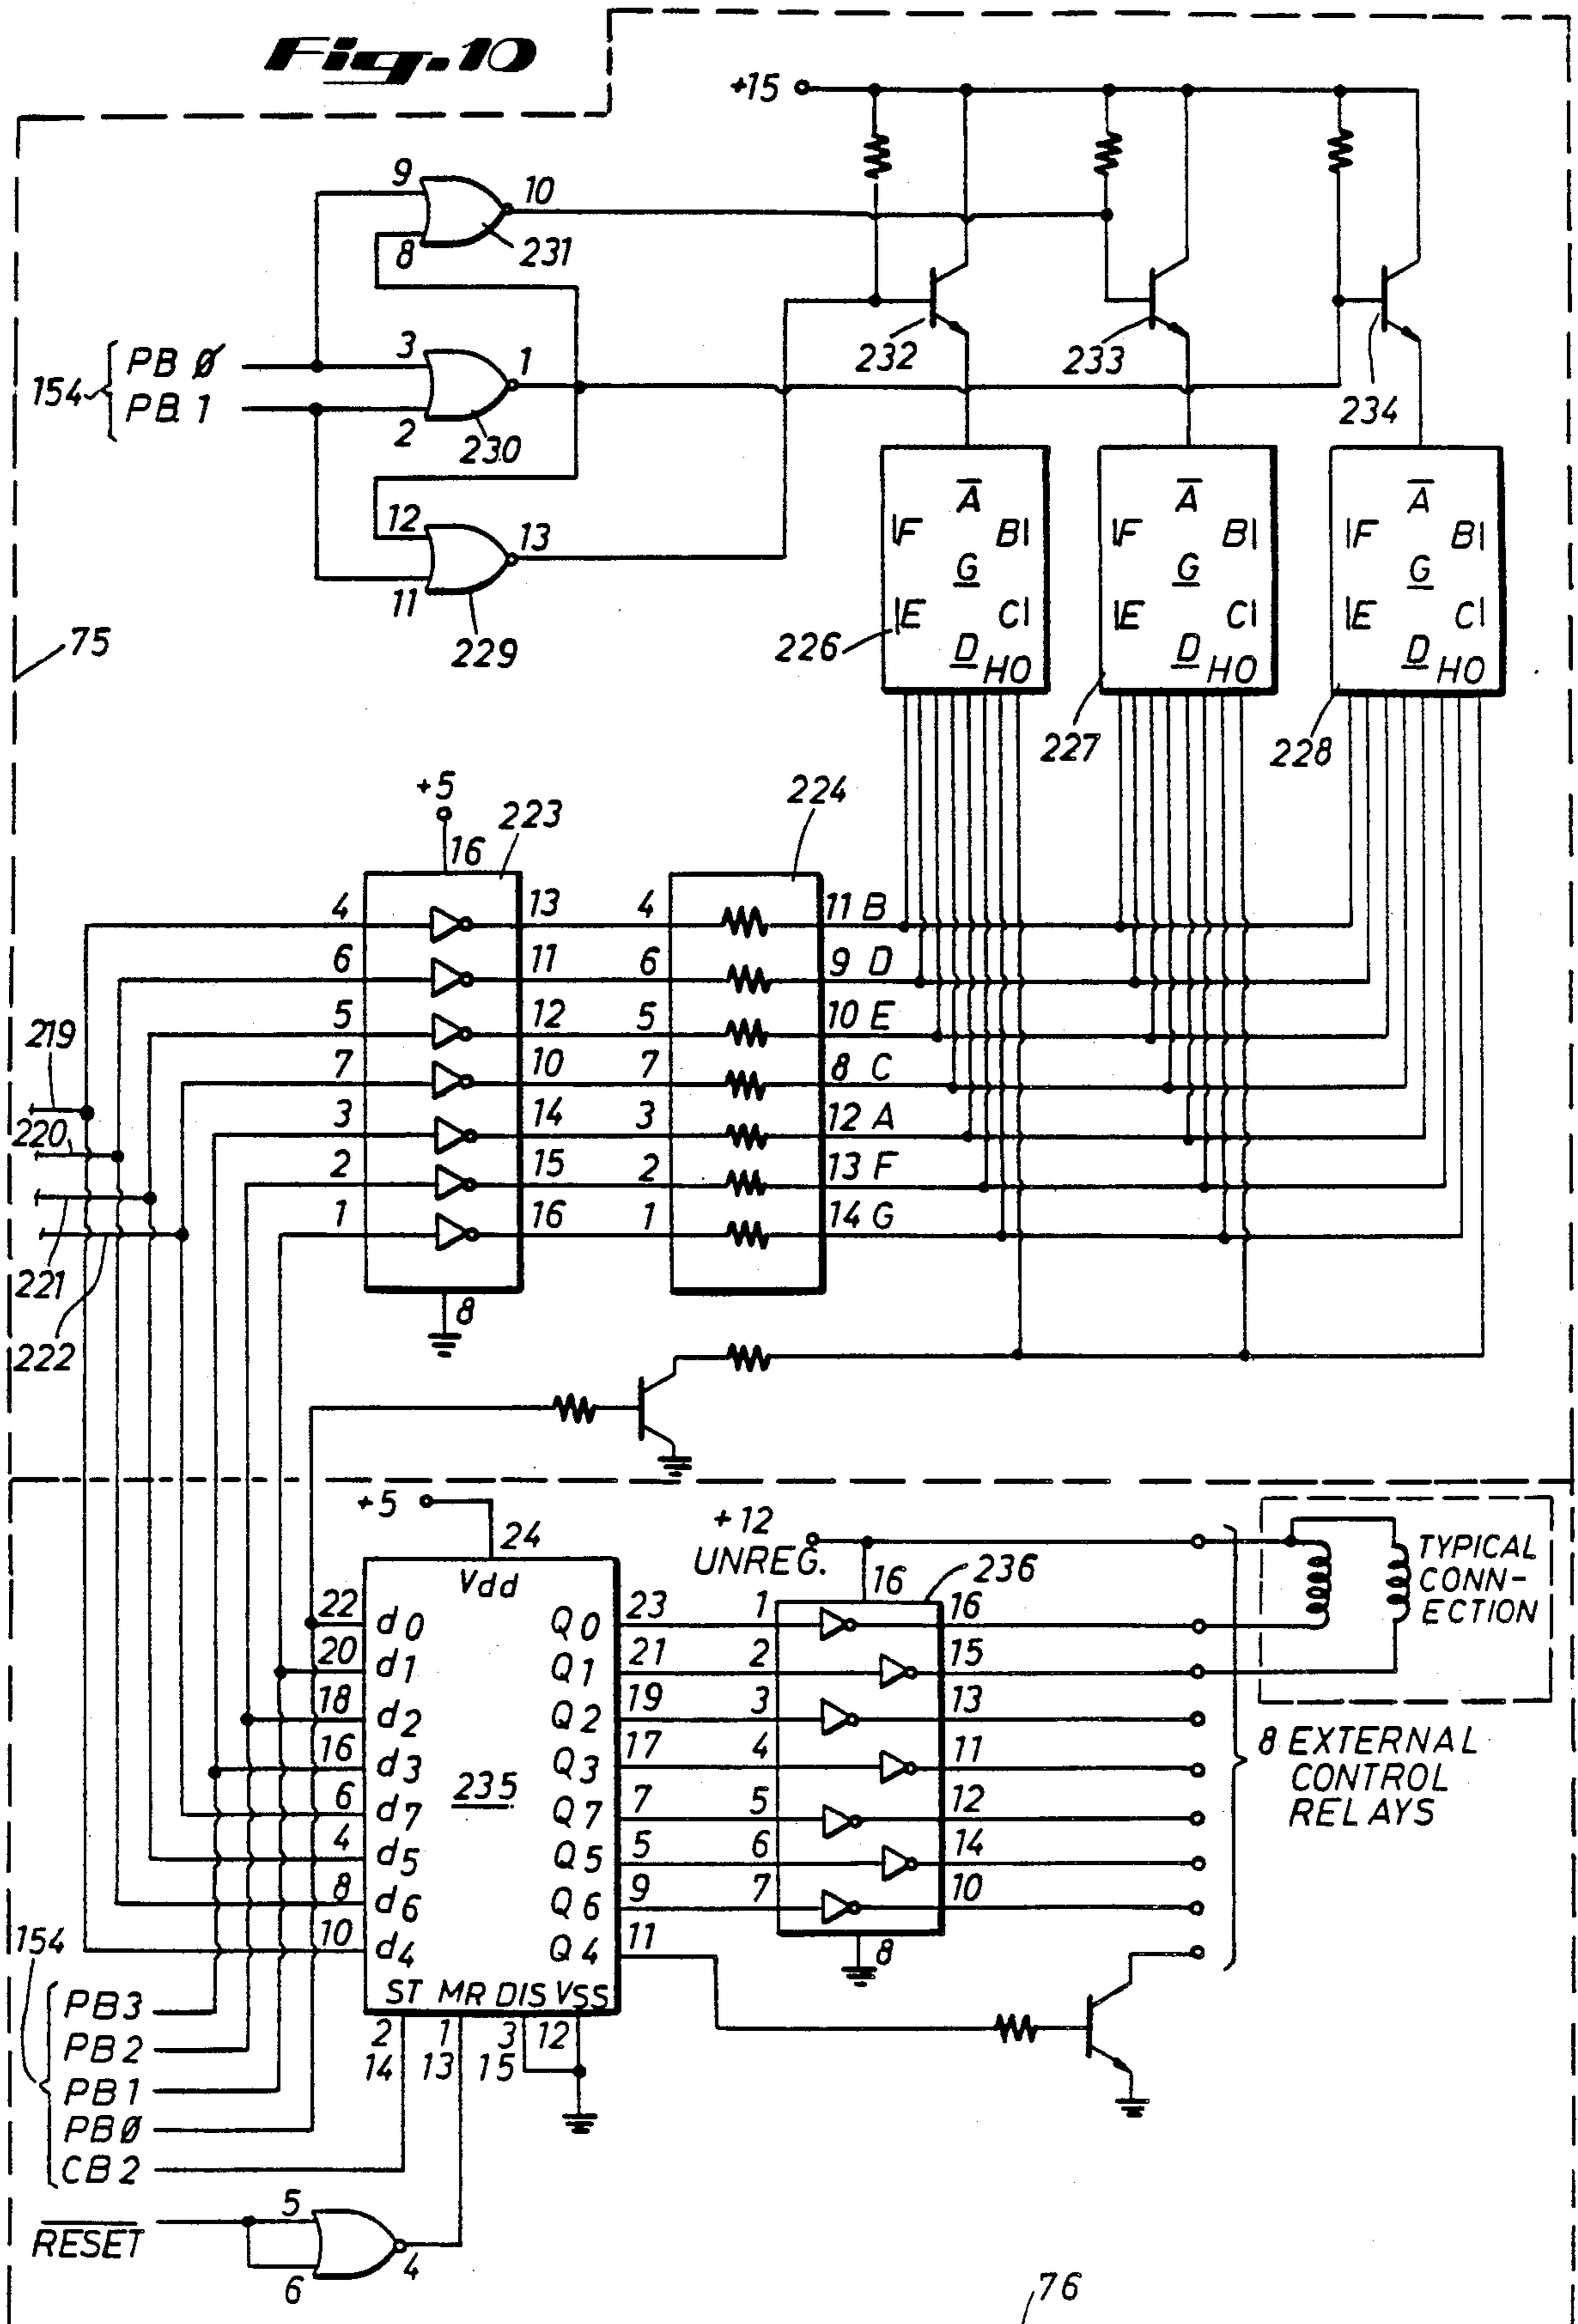 Fig. 10
+15
9 10
8 231
154 PB Ø 3 1
PB 1 2 230
232 233 234
12 13
11 229
75
A A A
F B F B F B
G G G
E C E C E C
D HO D HO D HO
226 227 228
+5 223 224
16
4 13 4 11 B
6 11 6 9 D
5 12 5 10 E
7 10 7 8 C
3 14 3 12 A
2 15 2 13 F
1 16 1 14 G
8
219
220
221
222
+5 24
Vdd
+12
UNREG.
16 236
TYPICAL
CONN-
ECTION
22 d0 Q0 23 1 16
20 d1 Q1 21 2 15
18 d2 Q2 19 3 13
16 d3 Q3 17 4 11
6 d7 Q7 7 5 12
4 d5 Q5 5 6 14
8 d6 Q6 9 7 10
10 d4 Q4 11
235
8
8 EXTERNAL
CONTROL
RELAYS
ST MR DIS VSS
2 1 3 12
14 13 15
154
PB3
PB2
PB1
PBØ
CB2
RESET
5
6 4
76